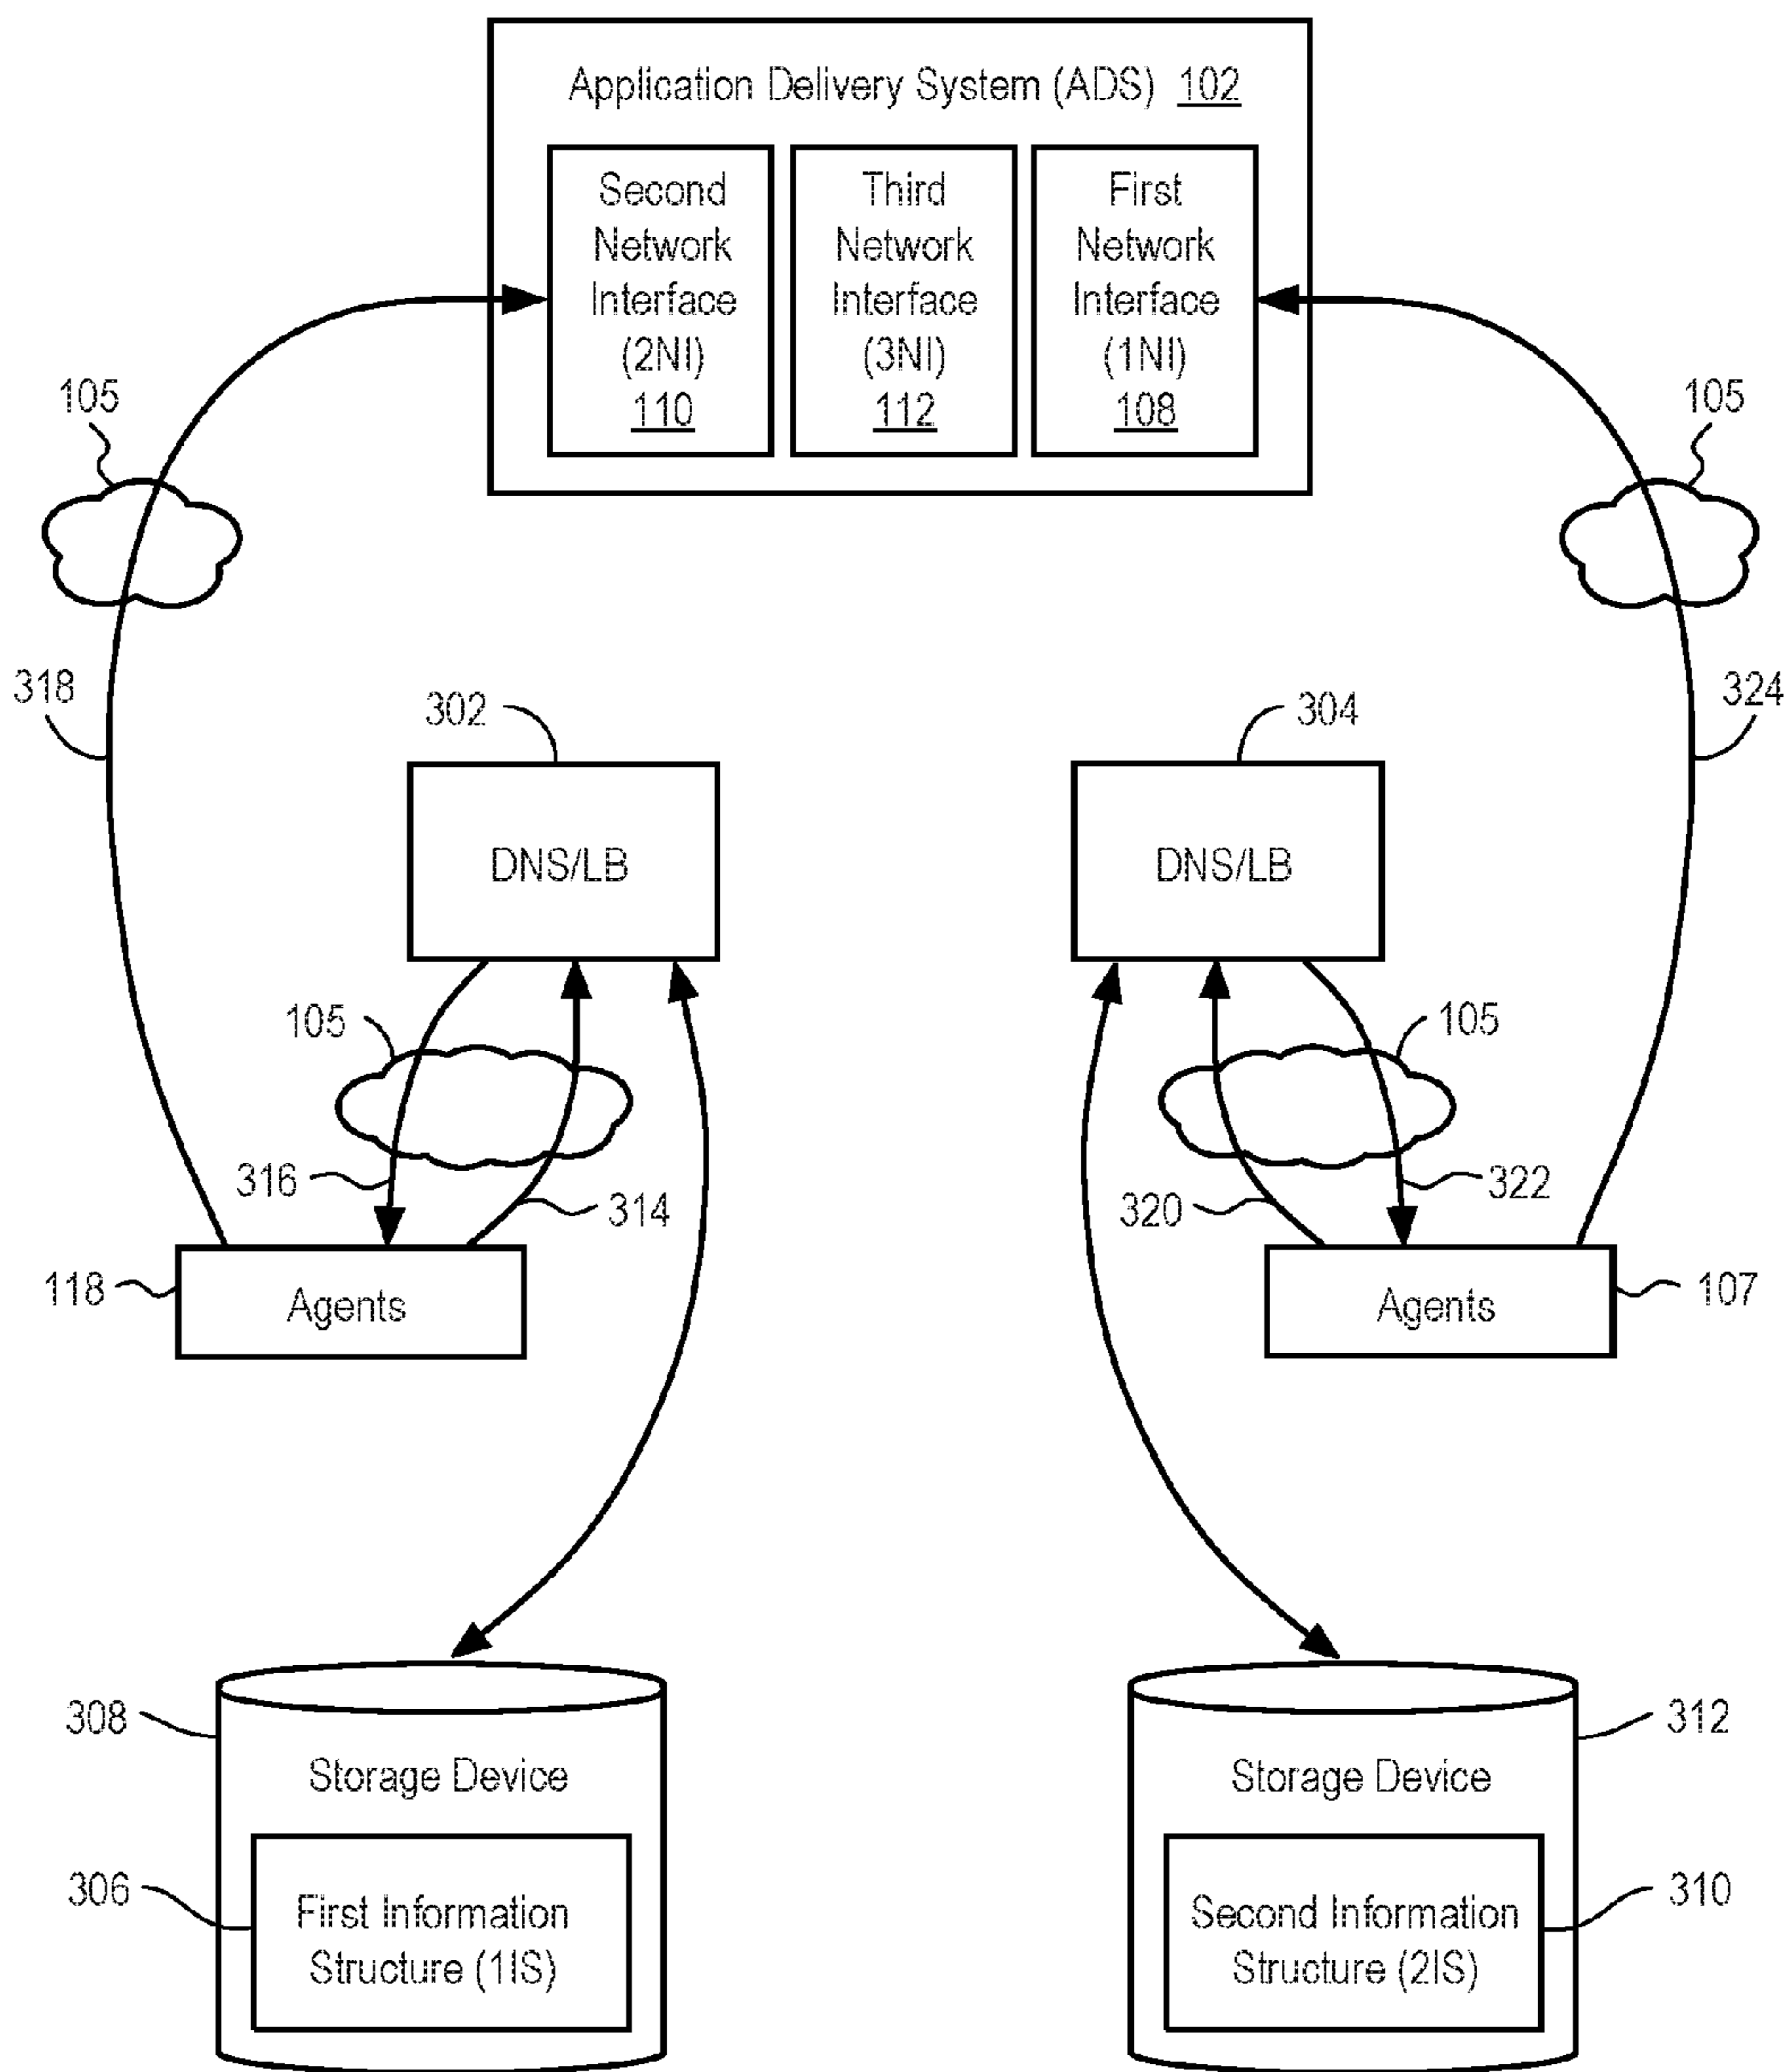 Application Delivery System (ADS) 102
Second
Network
Interface
(2NI)
110
Third
Network
Interface
(3NI)
112
First
Network
Interface
(1NI)
108
105
105
318
302
304
324
DNS/LB
DNS/LB
105
105
316
314
320
322
118
Agents
Agents
107
308
Storage Device
Storage Device
312
306
First Information
Structure (1IS)
Second Information
Structure (2IS)
310